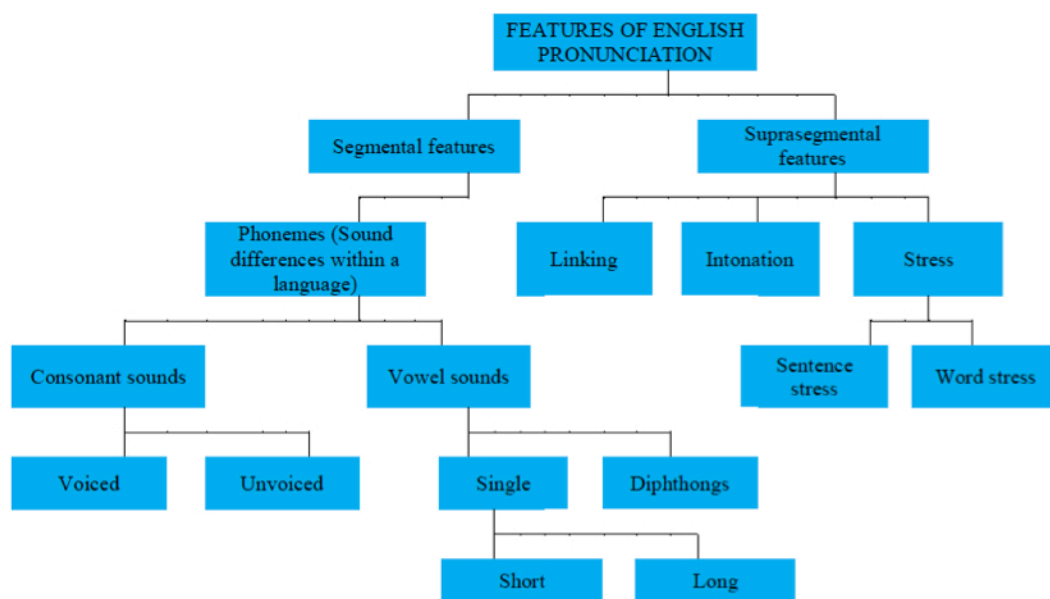 FEATURES OF ENGLISH
PRONUNCIATION
Segmental features
Suprasegmental
features
Phonemes (Sound
differences within a
language)
Linking
Intonation
Stress
Consonant sounds
Vowel sounds
Sentence
stress
Word stress
Voiced
Unvoiced
Single
Diphthongs
Short
Long